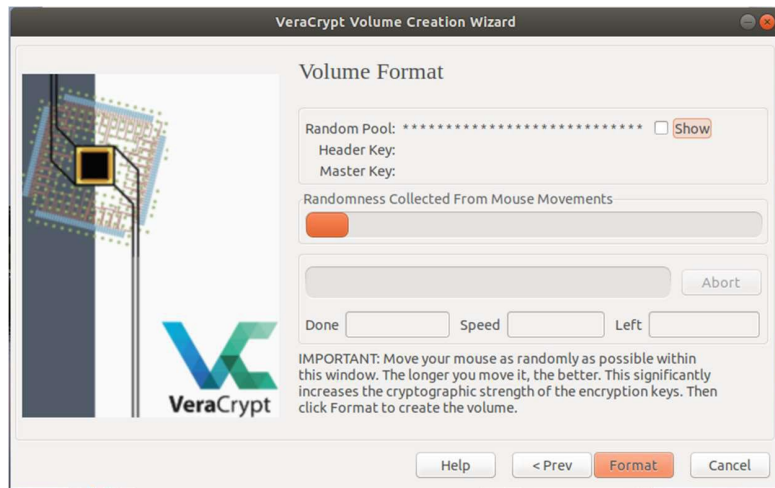 VeraCrypt Volume Creation Wizard
Volume Format
Random Pool: **************************** Show
Header Key:
Master Key:
Randomness Collected From Mouse Movements
Abort
Done Speed Left
IMPORTANT: Move your mouse as randomly as possible within
this window. The longer you move it, the better. This significantly
increases the cryptographic strength of the encryption keys. Then
click Format to create the volume.
VeraCrypt
Help < Prev Format Cancel